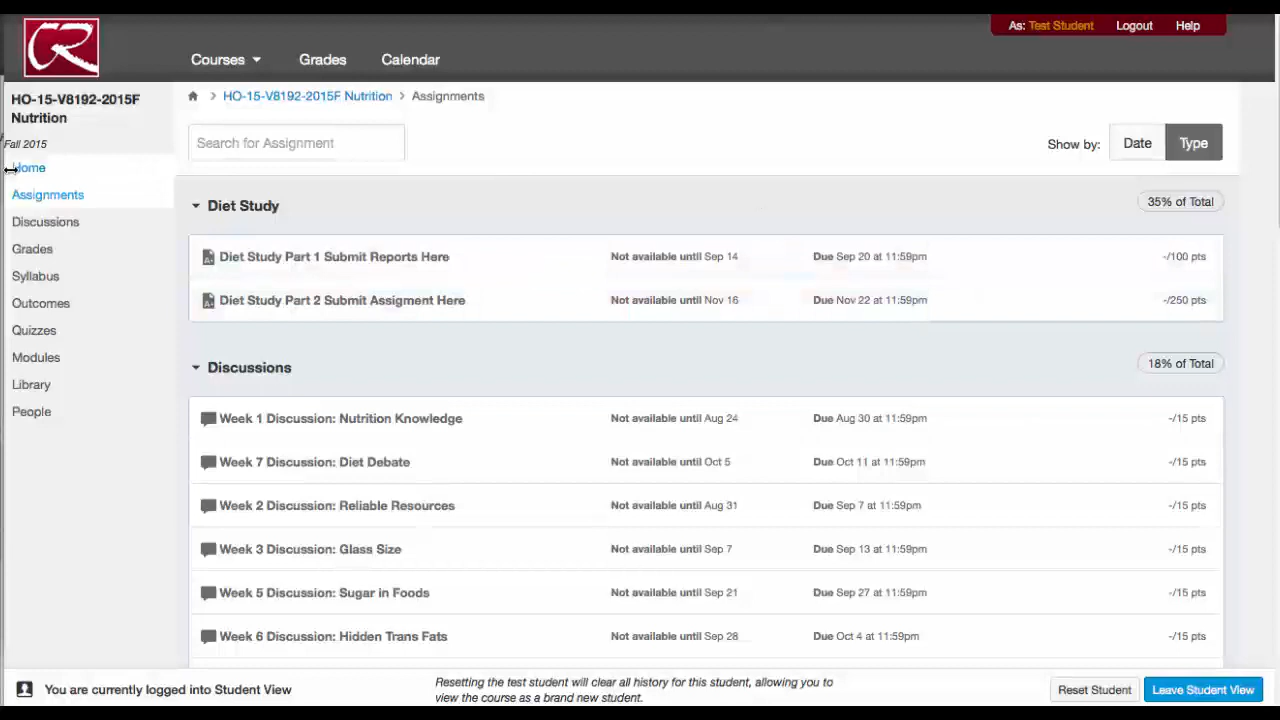 As: Test Student Logout Help
CR
Courses Grades Calendar
HO-15-V8192-2015F
Nutrition
Fall 2015
Home
Assignments
Discussions
Grades
Syllabus
Outcomes
Quizzes
Modules
Library
People
HO-15-V8192-2015F Nutrition > Assignments
Search for Assignment
Show by: Date Type
Diet Study 35% of Total
Diet Study Part 1 Submit Reports Here Not available until Sep 14 Due Sep 20 at 11:59pm -/100 pts
Diet Study Part 2 Submit Assigment Here Not available until Nov 16 Due Nov 22 at 11:59pm -/250 pts
Discussions 18% of Total
Week 1 Discussion: Nutrition Knowledge Not available until Aug 24 Due Aug 30 at 11:59pm -/15 pts
Week 7 Discussion: Diet Debate Not available until Oct 5 Due Oct 11 at 11:59pm -/15 pts
Week 2 Discussion: Reliable Resources Not available until Aug 31 Due Sep 7 at 11:59pm -/15 pts
Week 3 Discussion: Glass Size Not available until Sep 7 Due Sep 13 at 11:59pm -/15 pts
Week 5 Discussion: Sugar in Foods Not available until Sep 21 Due Sep 27 at 11:59pm -/15 pts
Week 6 Discussion: Hidden Trans Fats Not available until Sep 28 Due Oct 4 at 11:59pm -/15 pts
You are currently logged into Student View
Resetting the test student will clear all history for this student, allowing you to
view the course as a brand new student.
Reset Student Leave Student View